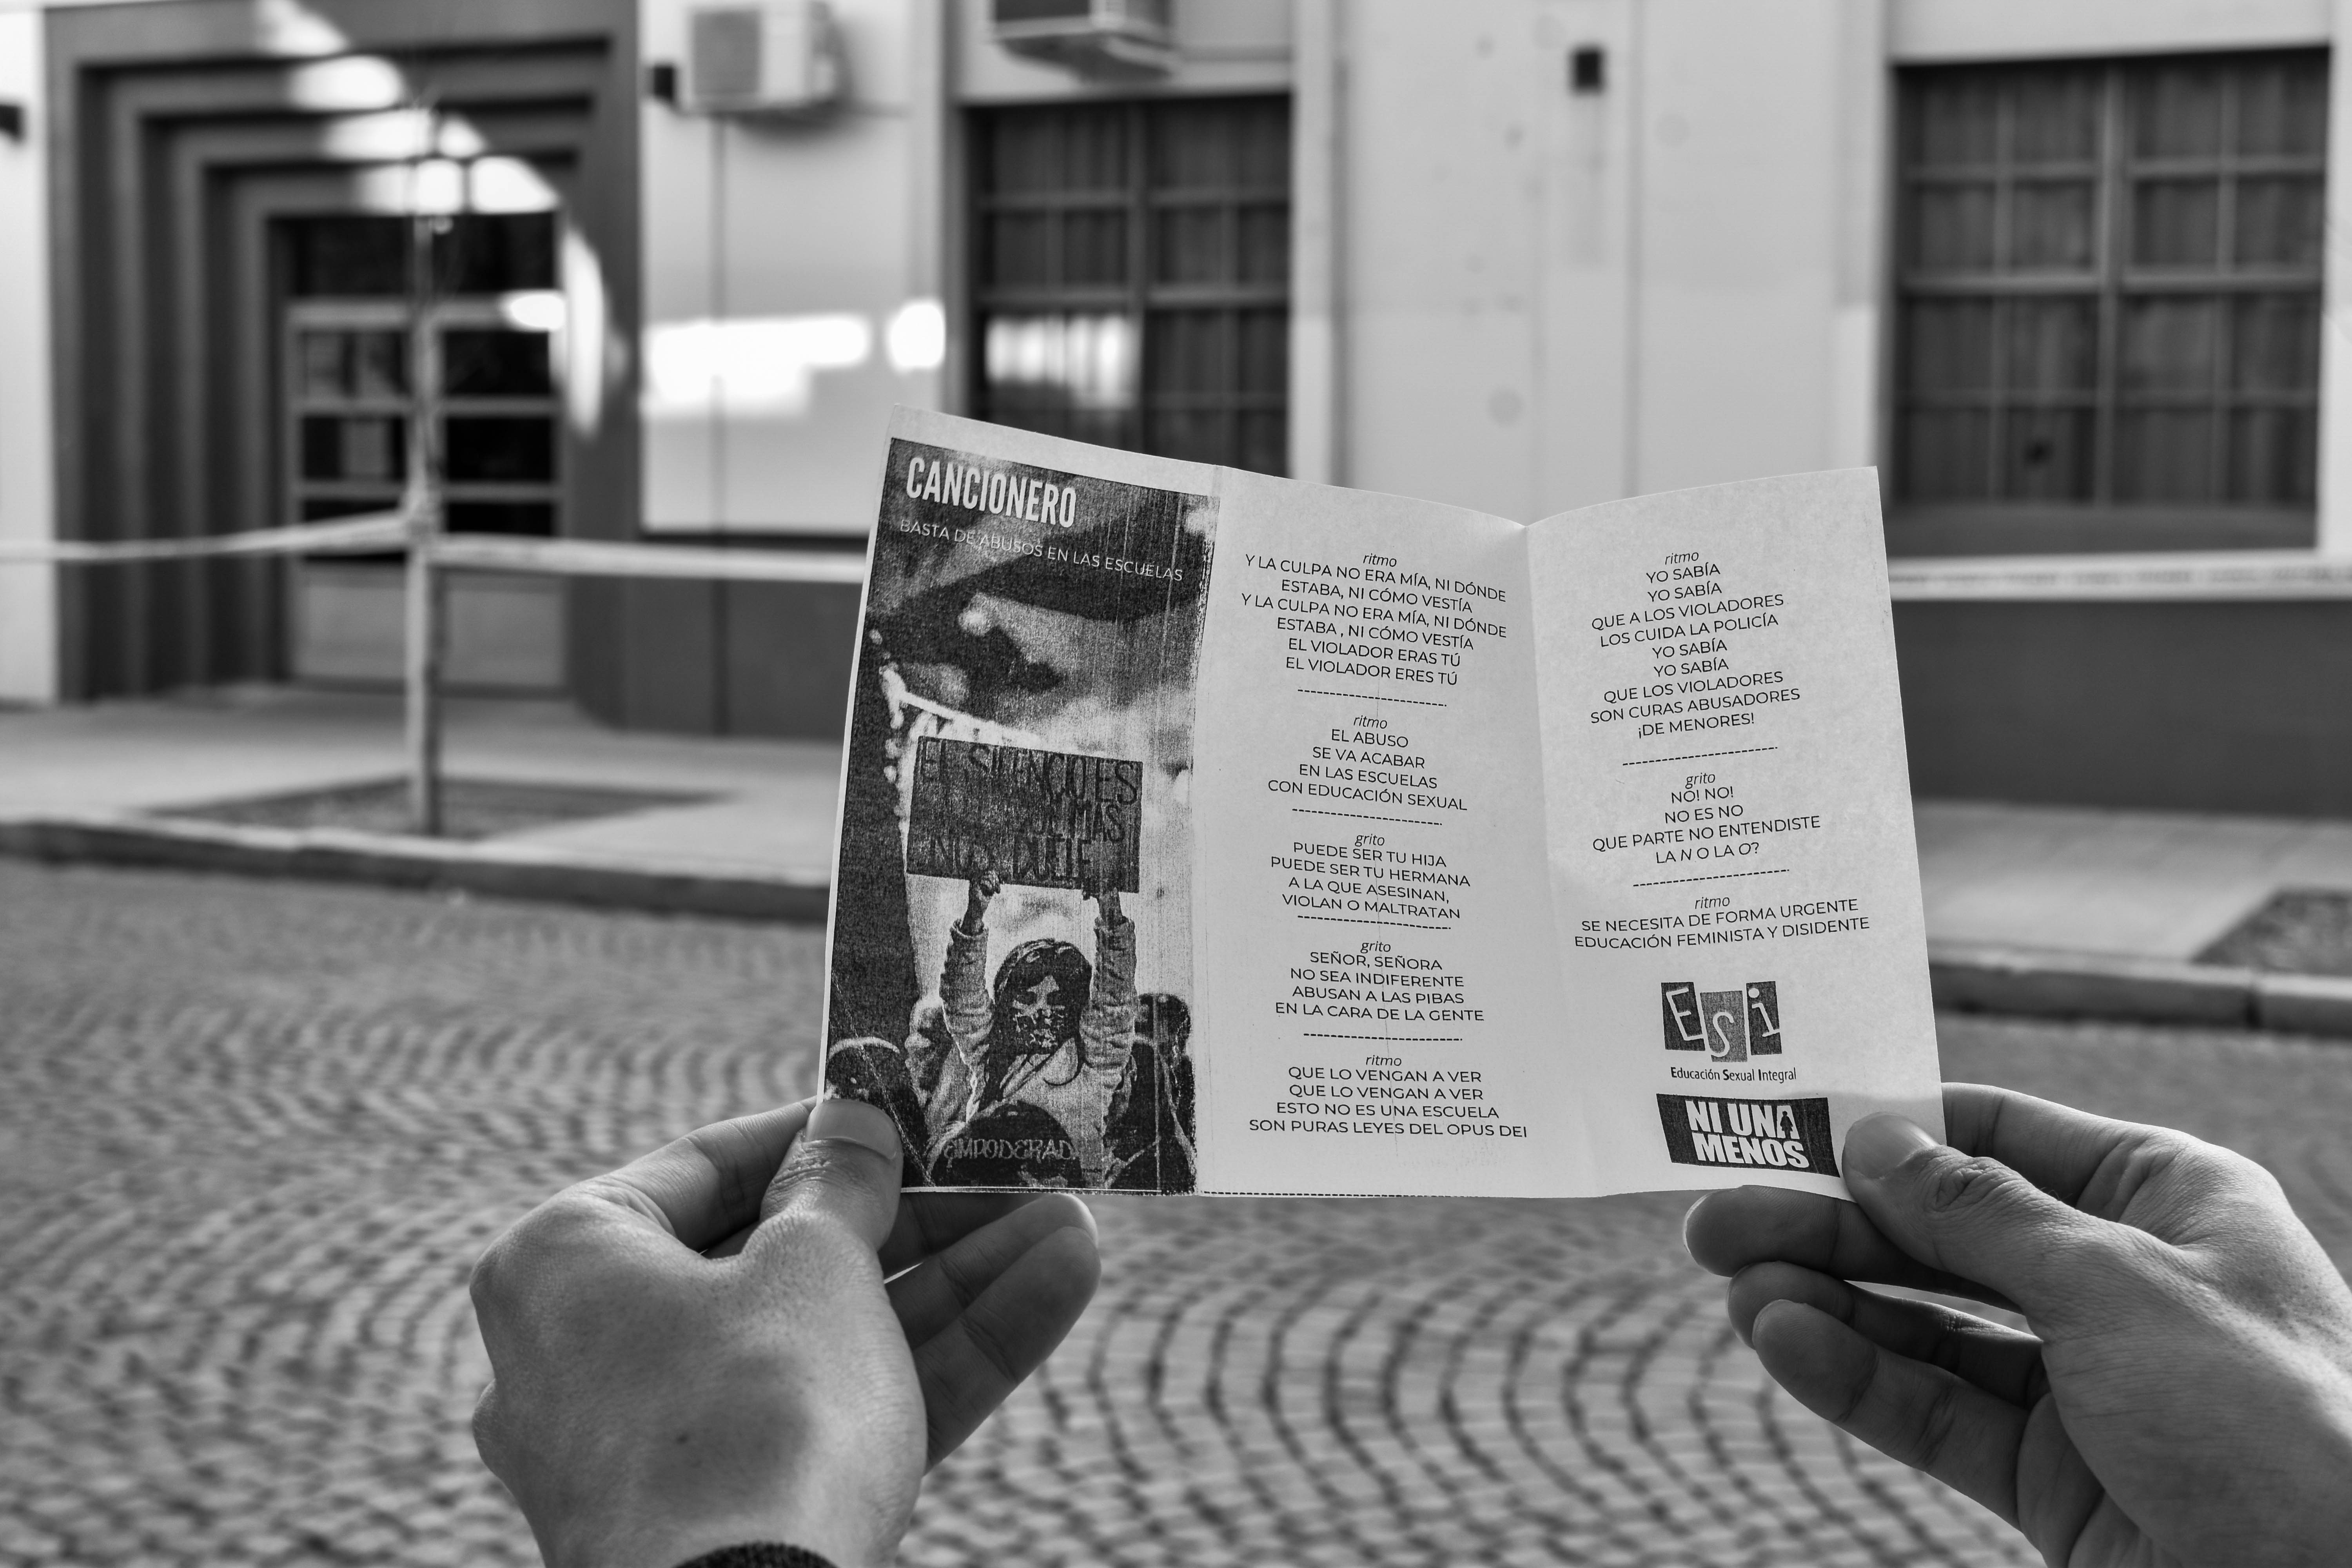 CANCIONERO
BASTA DE ABUSOS EN LAS ESCUELAS
EL SILENCIO ES
QUE MAS
NOS DUELE
EMPODERAD
ritmo
Y LA CULPA NO ERA MÍA, NI DÓNDE
ESTABA, NI CÓMO VESTÍA
Y LA CULPA NO ERA MÍA, NI DÓNDE
ESTABA , NI CÓMO VESTÍA
EL VIOLADOR ERAS TÚ
EL VIOLADOR ERES TÚ
ritmo
EL ABUSO
SE VA ACABAR
EN LAS ESCUELAS
CON EDUCACIÓN SEXUAL
grito
PUEDE SER TU HIJA
PUEDE SER TU HERMANA
A LA QUE ASESINAN,
VIOLAN O MALTRATAN
grito
SEÑOR, SEÑORA
NO SEA INDIFERENTE
ABUSAN A LAS PIBAS
EN LA CARA DE LA GENTE
ritmo
QUE LO VENGAN A VER
QUE LO VENGAN A VER
ESTO NO ES UNA ESCUELA
SON PURAS LEYES DEL OPUS DEI
ritmo
YO SABÍA
YO SABÍA
QUE A LOS VIOLADORES
LOS CUIDA LA POLICÍA
YO SABÍA
YO SABÍA
QUE LOS VIOLADORES
SON CURAS ABUSADORES
¡DE MENORES!
grito
NO! NO!
NO ES NO
QUE PARTE NO ENTENDISTE
LA N O LA O?
ritmo
SE NECESITA DE FORMA URGENTE
EDUCACIÓN FEMINISTA Y DISIDENTE
ESi
Educación Sexual Integral
NI UNA
MENOS